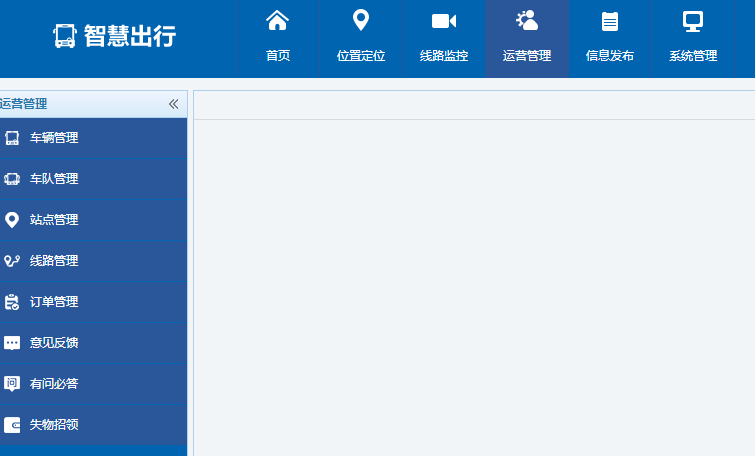 智慧出行
首页
位置定位
线路监控
运营管理
信息发布
系统管理
运营管理
车辆管理
车队管理
站点管理
线路管理
订单管理
意见反馈
有问必答
失物招领